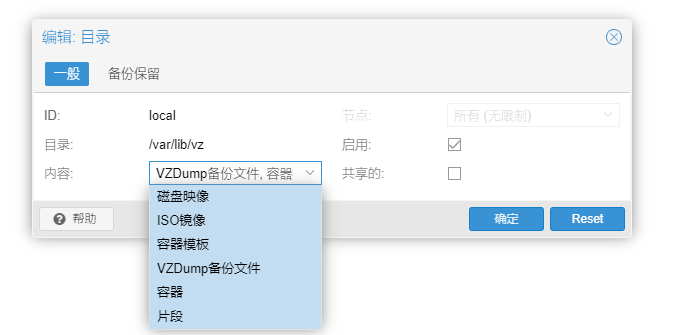 编辑: 目录
一般 备份保留
ID: local 节点: 所有 (无限制)
目录: /var/lib/vz 启用:
内容: VZDump备份文件, 容器 共享的:
磁盘映像
ISO镜像
容器模板
VZDump备份文件
容器
片段
帮助 确定 Reset